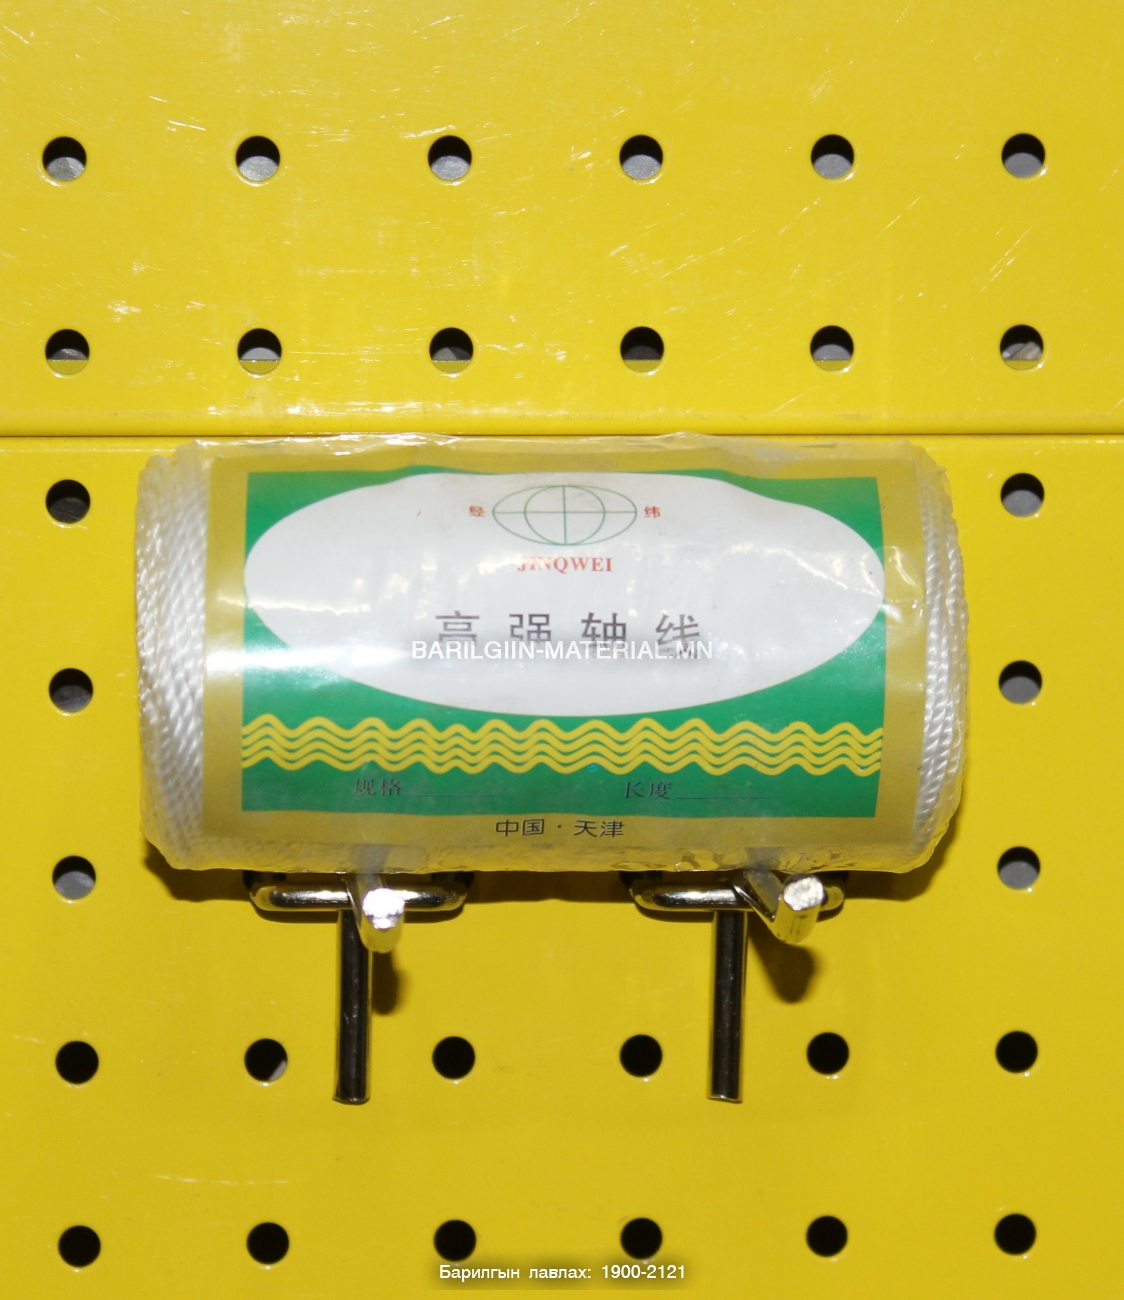 经 纬
JINQWEI
高强轴线
BARILGIIN-MATERIAL.MN
规格
长度
中国·天津
Барилгын лавлах: 1900-2121